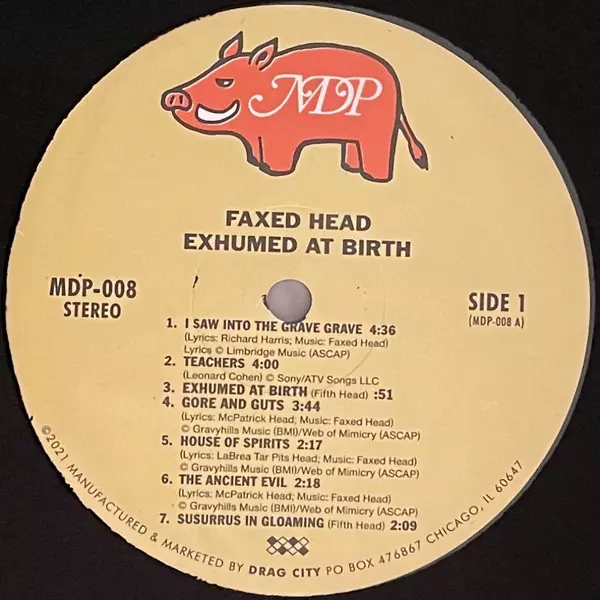 MDP
FAXED HEAD
EXHUMED AT BIRTH
MDP-008
STEREO
SIDE 1
(MDP-008 A)
1. I SAW INTO THE GRAVE GRAVE 4:36
(Lyrics: Richard Harris; Music: Faxed Head)
Lyrics © Limbridge Music (ASCAP)
2. TEACHERS 4:00
(Leonard Cohen) © Sony/ATV Songs LLC
3. EXHUMED AT BIRTH (Fifth Head) :51
4. GORE AND GUTS 3:44
(Lyrics: McPatrick Head; Music: Faxed Head)
© Gravyhills Music (BMI)/Web of Mimicry (ASCAP)
5. HOUSE OF SPIRITS 2:17
(Lyrics: LaBrea Tar Pits Head; Music: Faxed Head)
© Gravyhills Music (BMI)/Web of Mimicry (ASCAP)
6. THE ANCIENT EVIL 2:18
(Lyrics: McPatrick Head; Music: Faxed Head)
© Gravyhills Music (BMI)/Web of Mimicry (ASCAP)
7. SUSURRUS IN GLOAMING (Fifth Head) 2:09
©2021 MANUFACTURED & MARKETED BY DRAG CITY PO BOX 476867 CHICAGO, IL 60647